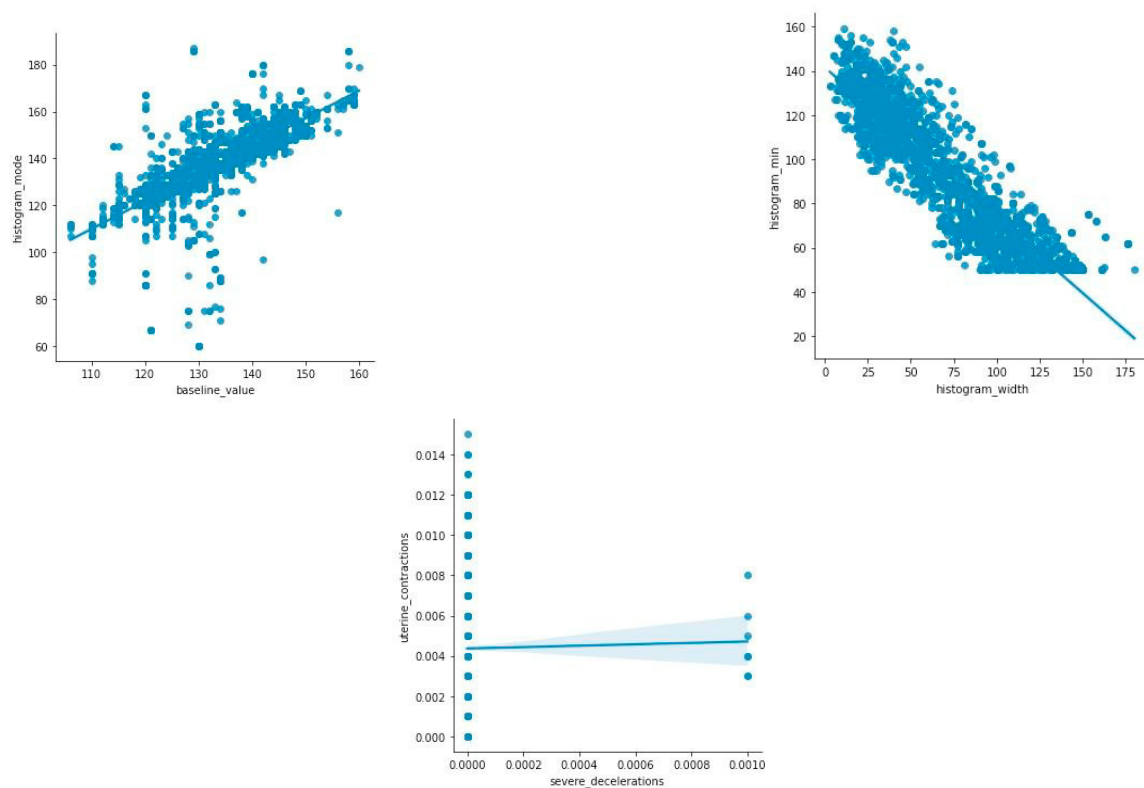 histogram_mode
180
160
140
120
100
80
60
110 120 130 140 150 160
baseline_value
histogram_min
160
140
120
100
80
60
40
20
0 25 50 75 100 125 150 175
histogram_width
uterine_contractions
0.014
0.012
0.010
0.008
0.006
0.004
0.002
0.000
0.0000 0.0002 0.0004 0.0006 0.0008 0.0010
severe_decelerations